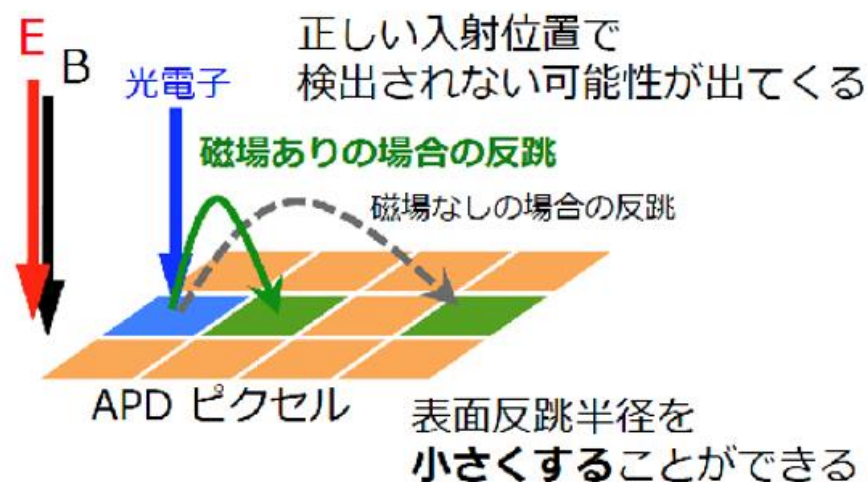 E
B
光電子
正しい入射位置で
検出されない可能性が出てくる
磁場ありの場合の反跳
磁場なしの場合の反跳
APD ピクセル
表面反跳半径を
小さくすることができる